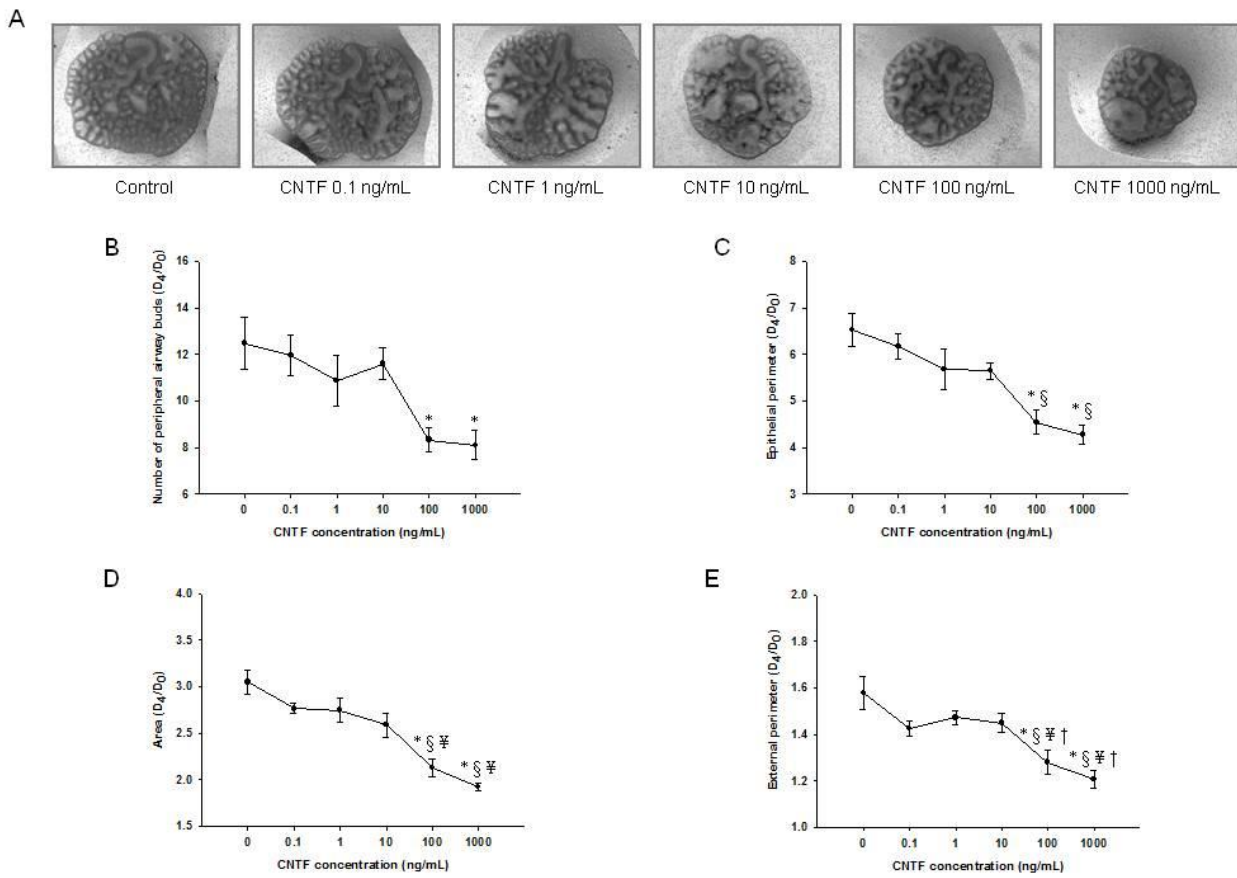 A
Control
CNTF 0.1 ng/mL
CNTF 1 ng/mL
CNTF 10 ng/mL
CNTF 100 ng/mL
CNTF 1000 ng/mL
B
Number of peripheral airway buds (D4/D0)
16
14
12
10
8
6
* *
0 0.1 1 10 100 1000
CNTF concentration (ng/mL)
C
Epithelial perimeter (D4/D0)
8
7
6
5
4
3
* §
* §
0 0.1 1 10 100 1000
CNTF concentration (ng/mL)
D
Area (D4/D0)
4.0
3.5
3.0
2.5
2.0
1.5
* § ¥
* § ¥
0 0.1 1 10 100 1000
CNTF concentration (ng/mL)
E
External perimeter (D4/D0)
2.0
1.8
1.6
1.4
1.2
1.0
* § ¥ †
* § ¥ †
0 0.1 1 10 100 1000
CNTF concentration (ng/mL)